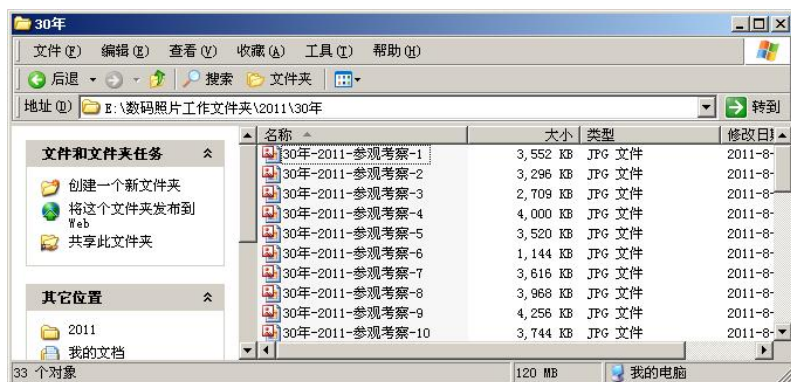 30年
文件(F) 编辑(E) 查看(V) 收藏(A) 工具(T) 帮助(H)
后退 搜索 文件夹
地址(D) E:\数码照片工作文件夹\2011\30年 转到
文件和文件夹任务
创建一个新文件夹
将这个文件夹发布到
Web
共享此文件夹
其它位置
2011
我的文档
名称 大小 类型 修改日
30年-2011-参观考察-1 3,552 KB JPG 文件 2011-8-
30年-2011-参观考察-2 3,296 KB JPG 文件 2011-8-
30年-2011-参观考察-3 2,709 KB JPG 文件 2011-8-
30年-2011-参观考察-4 4,000 KB JPG 文件 2011-8-
30年-2011-参观考察-5 3,520 KB JPG 文件 2011-8-
30年-2011-参观考察-6 1,144 KB JPG 文件 2011-8-
30年-2011-参观考察-7 3,616 KB JPG 文件 2011-8-
30年-2011-参观考察-8 3,968 KB JPG 文件 2011-8-
30年-2011-参观考察-9 4,256 KB JPG 文件 2011-8-
30年-2011-参观考察-10 3,744 KB JPG 文件 2011-8-
33 个对象 120 MB 我的电脑